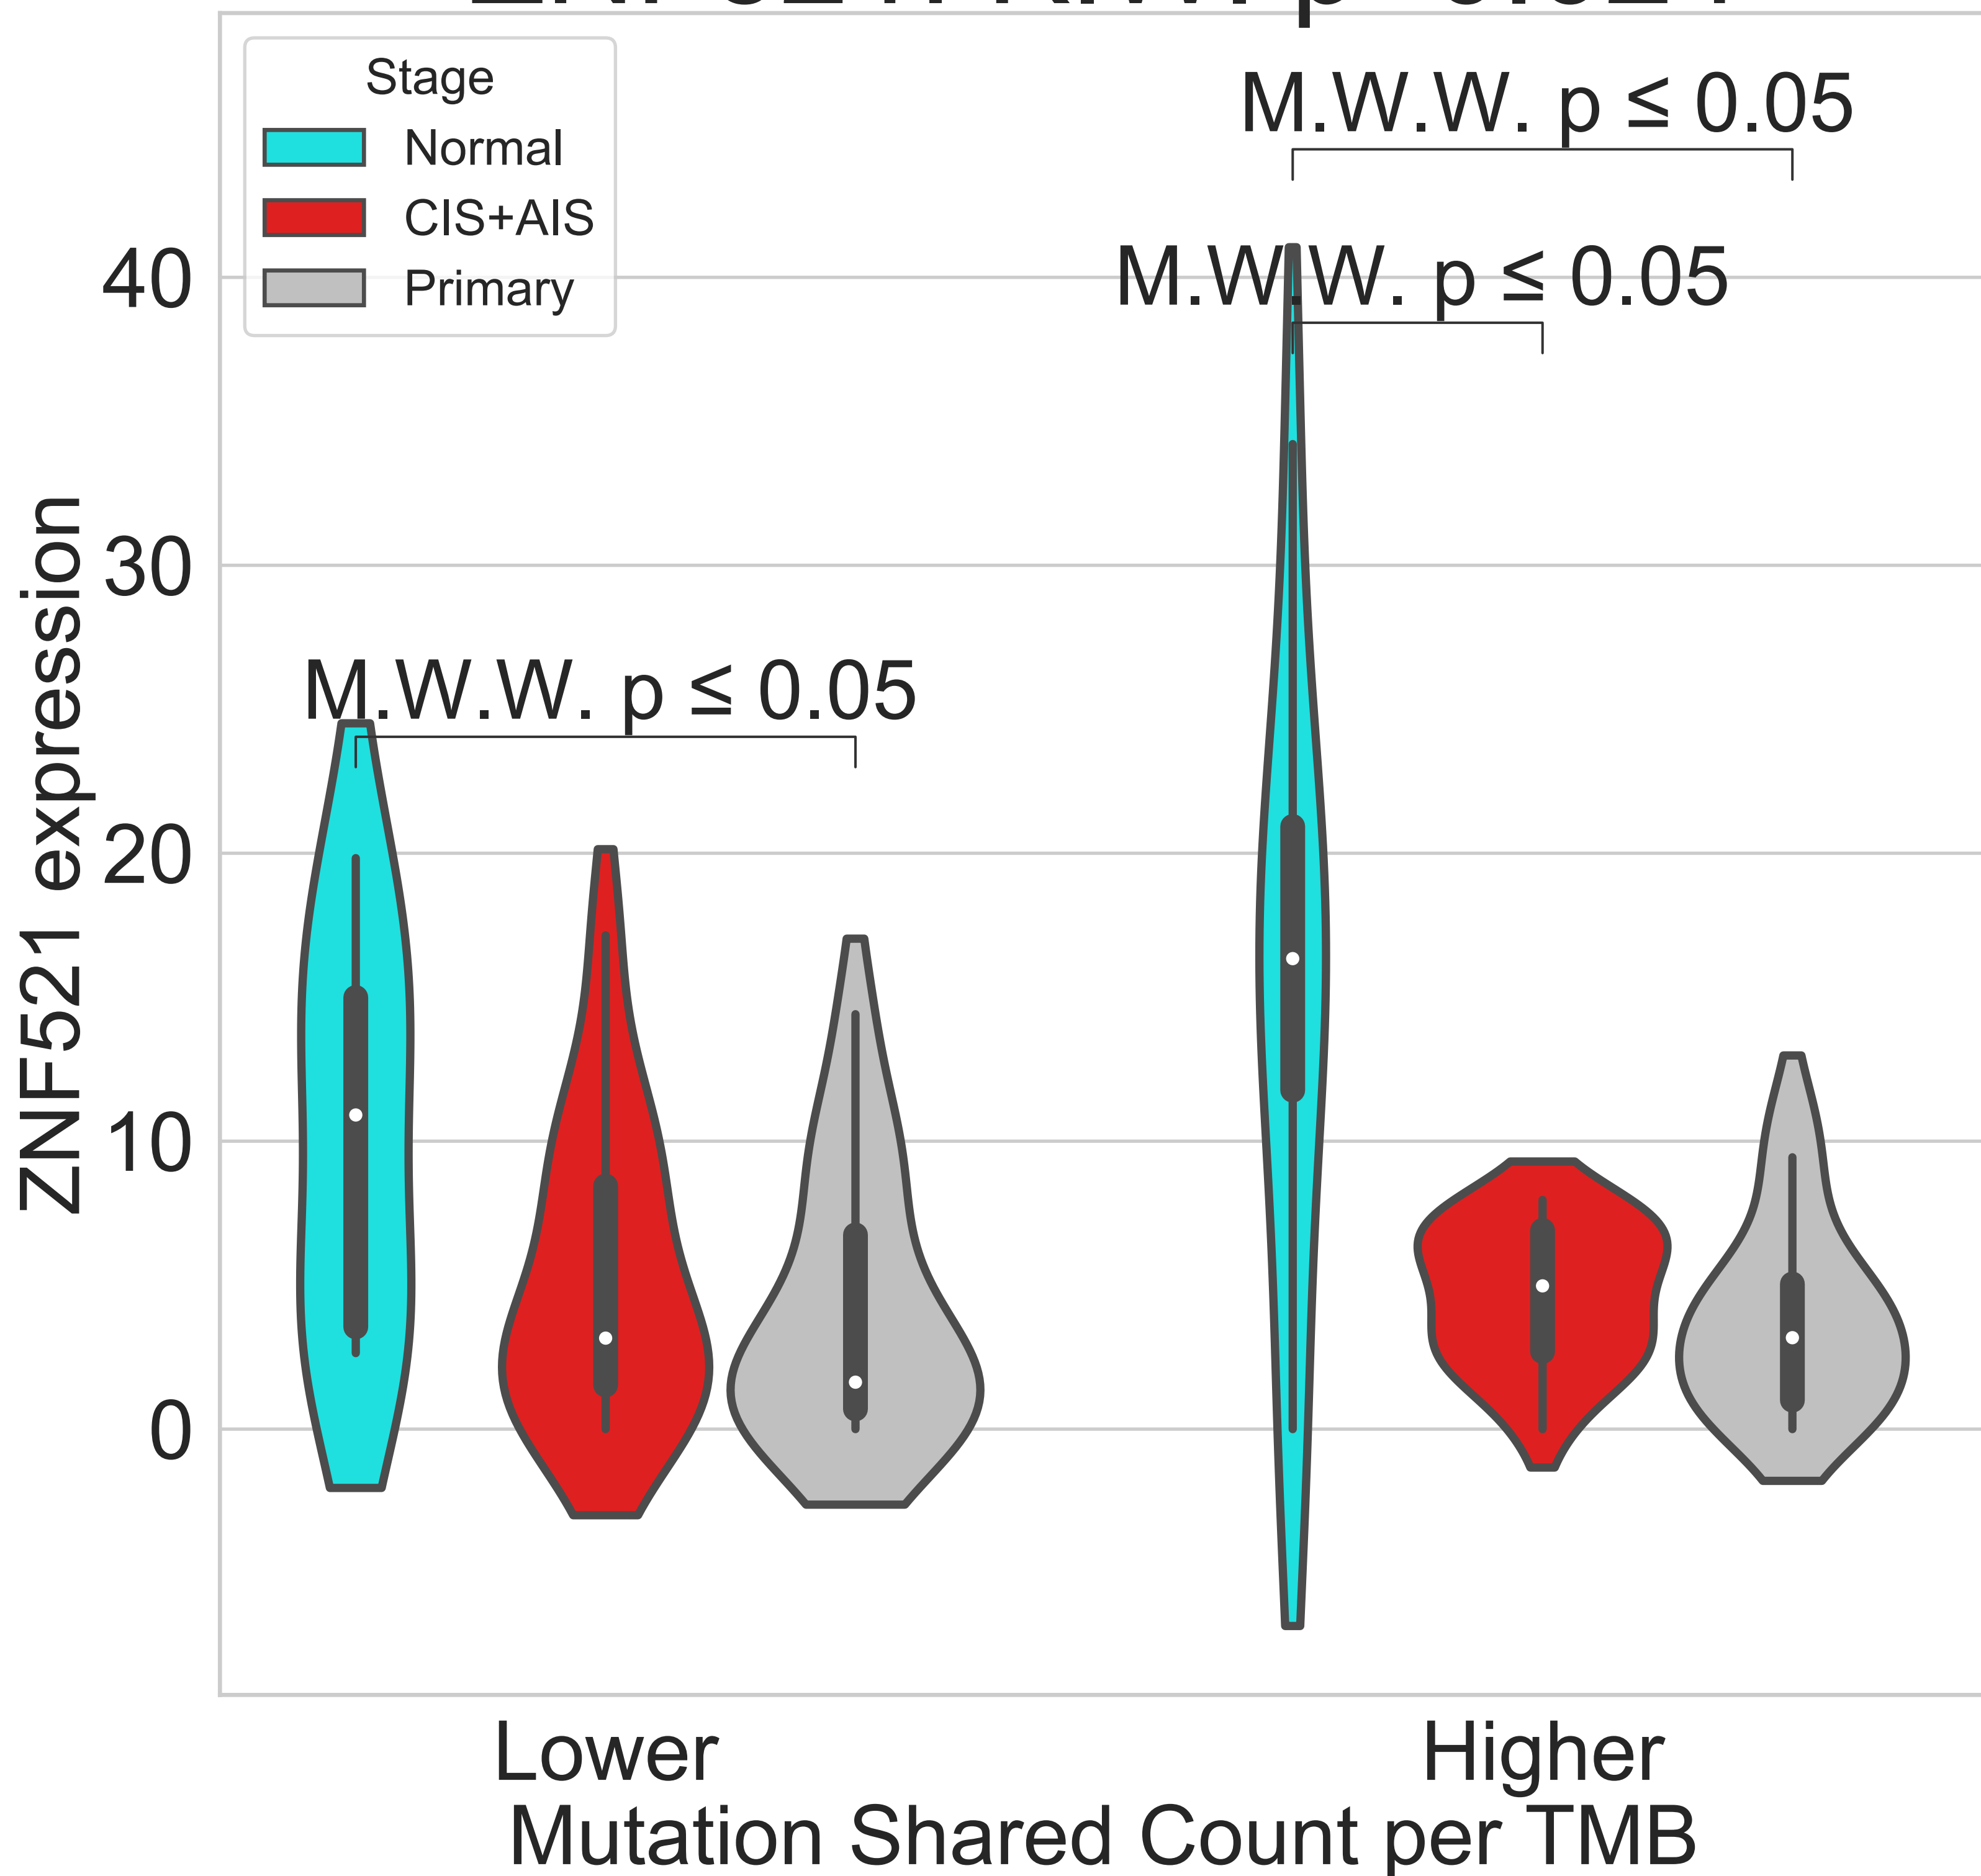 Stage
Normal
CIS+AIS
Primary
M.W.W. p ≤ 0.05
M.W.W. p ≤ 0.05
M.W.W. p ≤ 0.05
40
30
20
10
0
ZNF521 expression
Lower
Higher
Mutation Shared Count per TMB